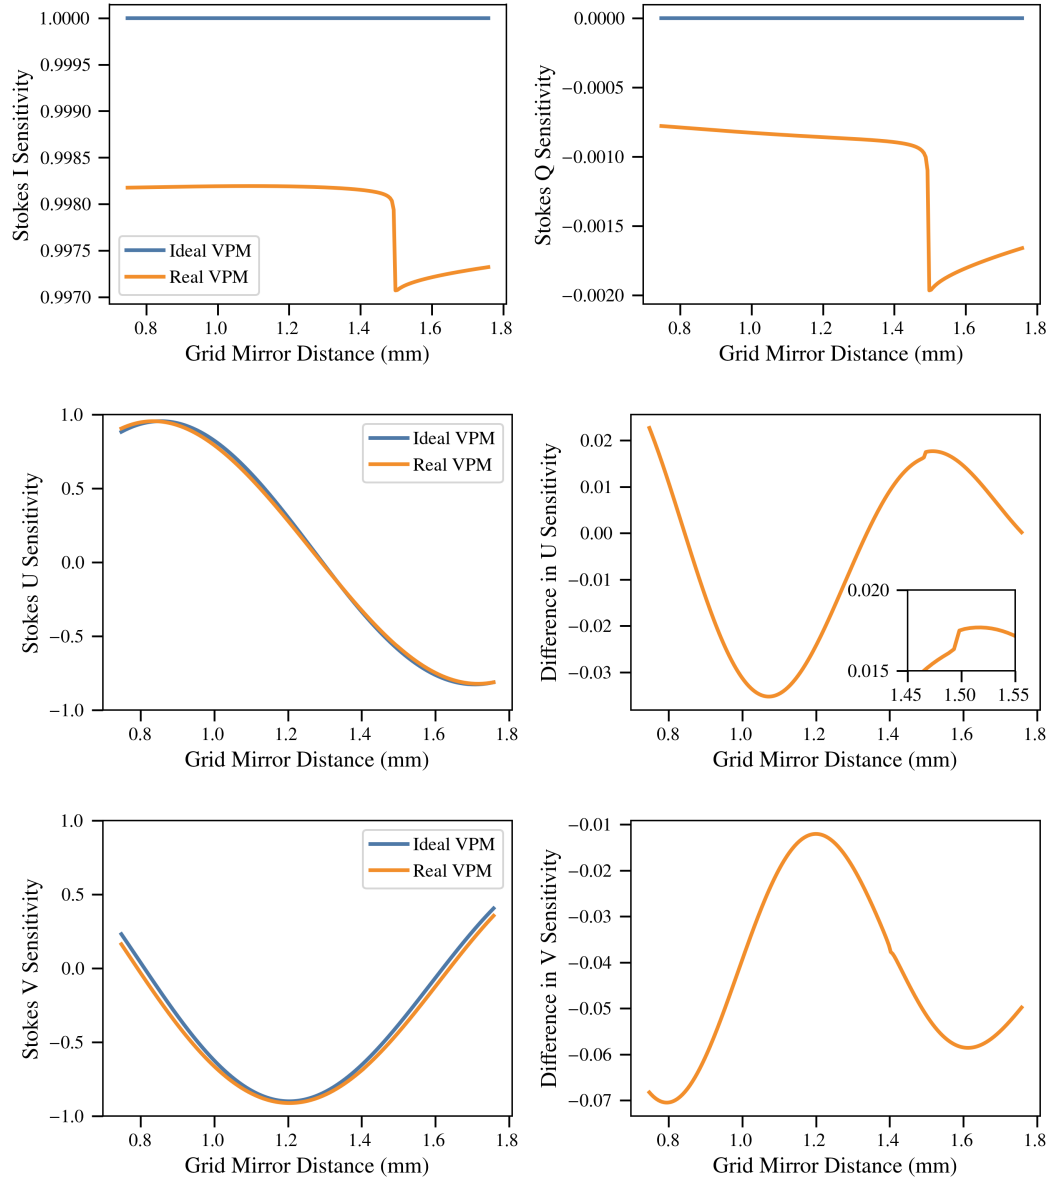 Stokes I Sensitivity
1.0000
0.9995
0.9990
0.9985
0.9980
0.9975
0.9970
Ideal VPM
Real VPM
0.8 1.0 1.2 1.4 1.6 1.8
Grid Mirror Distance (mm)
Stokes Q Sensitivity
0.0000
−0.0005
−0.0010
−0.0015
−0.0020
0.8 1.0 1.2 1.4 1.6 1.8
Grid Mirror Distance (mm)
Stokes U Sensitivity
1.0
0.5
0.0
−0.5
−1.0
Ideal VPM
Real VPM
0.8 1.0 1.2 1.4 1.6 1.8
Grid Mirror Distance (mm)
Difference in U Sensitivity
0.02
0.01
0.00
−0.01
−0.02
−0.03
0.020
0.015
1.45 1.50 1.55
0.8 1.0 1.2 1.4 1.6 1.8
Grid Mirror Distance (mm)
Stokes V Sensitivity
1.0
0.5
0.0
−0.5
−1.0
Ideal VPM
Real VPM
0.8 1.0 1.2 1.4 1.6 1.8
Grid Mirror Distance (mm)
Difference in V Sensitivity
−0.01
−0.02
−0.03
−0.04
−0.05
−0.06
−0.07
0.8 1.0 1.2 1.4 1.6 1.8
Grid Mirror Distance (mm)